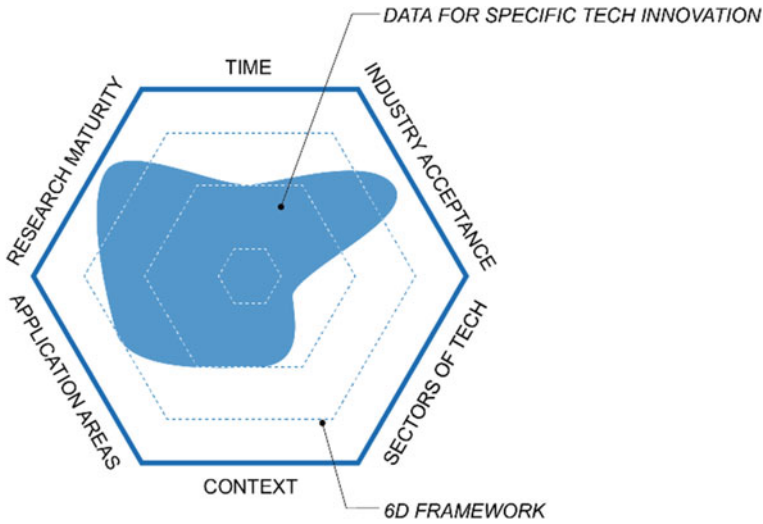 DATA FOR SPECIFIC TECH INNOVATION
TIME
RESEARCH MATURITY
INDUSTRY ACCEPTANCE
APPLICATION AREAS
SECTORS OF TECH
CONTEXT
6D FRAMEWORK